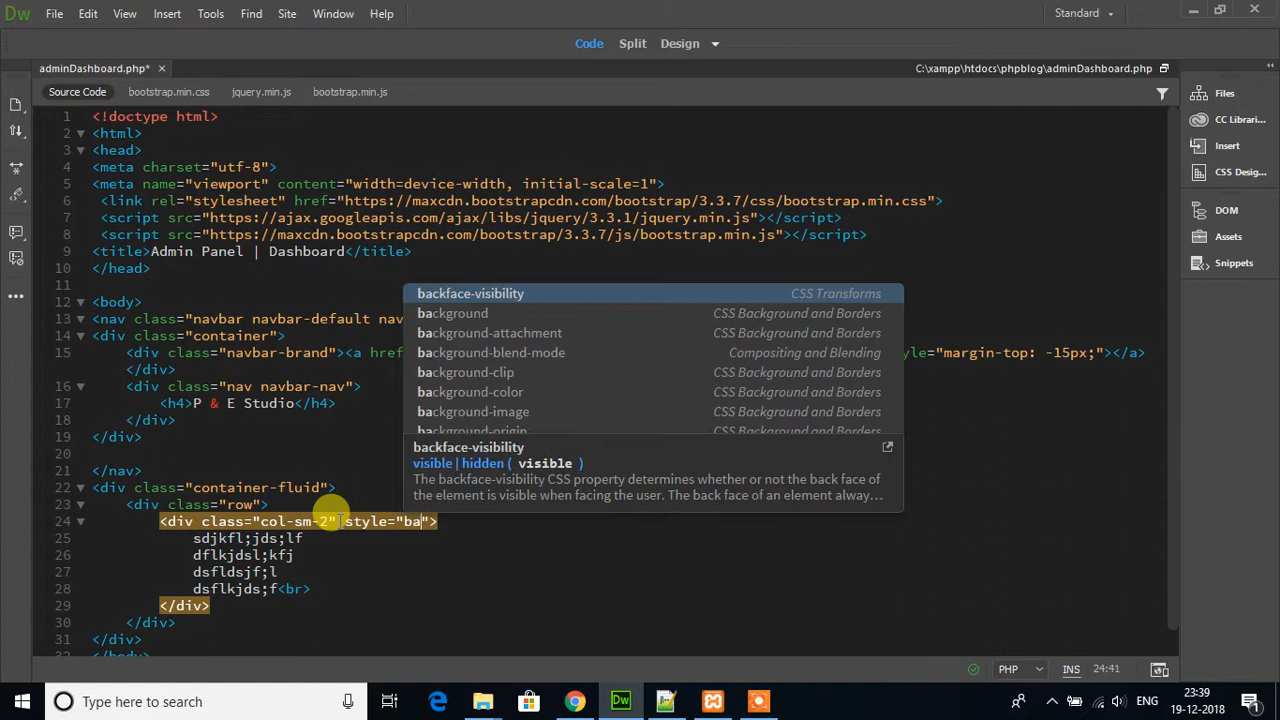 Dw File Edit View Insert Tools Find Site Window Help Standard
Code Split Design
adminDashboard.php* C:\xampp\htdocs\phpblog\adminDashboard.php
Source Code bootstrap.min.css jquery.min.js bootstrap.min.js
1 <!doctype html>
2 <html>
3 <head>
4 <meta charset="utf-8">
5 <meta name="viewport" content="width=device-width, initial-scale=1">
6 <link rel="stylesheet" href="https://maxcdn.bootstrapcdn.com/bootstrap/3.3.7/css/bootstrap.min.css">
7 <script src="https://ajax.googleapis.com/ajax/libs/jquery/3.3.1/jquery.min.js"></script>
8 <script src="https://maxcdn.bootstrapcdn.com/bootstrap/3.3.7/js/bootstrap.min.js"></script>
9 <title>Admin Panel | Dashboard</title>
10 </head>
11
12 <body>
13 <nav class="navbar navbar-default nav
14 <div class="container">
15 <div class="navbar-brand"><a href yle="margin-top: -15px;"></a>
</div>
16 <div class="nav navbar-nav">
17 <h4>P & E Studio</h4>
18 </div>
19 </div>
20
21 </nav>
22 <div class="container-fluid">
23 <div class="row">
24 <div class="col-sm-2" style="ba">
25 sdjkfl;jds;lf
26 dflkjdsl;kfj
27 dsfldsjf;l
28 dsflkjds;f<br>
29 </div>
30 </div>
31 </div>
32 </body>
backface-visibility CSS Transforms
background CSS Background and Borders
background-attachment CSS Background and Borders
background-blend-mode Compositing and Blending
background-clip CSS Background and Borders
background-color CSS Background and Borders
background-image CSS Background and Borders
background-origin CSS Background and Borders
backface-visibility
visible | hidden ( visible )
The backface-visibility CSS property determines whether or not the back face of
the element is visible when facing the user. The back face of an element alway…
Files
CC Librari...
Insert
CSS Desig...
DOM
Assets
Snippets
PHP INS 24:41
Type here to search Dw ENG 23:39
19-12-2018 1